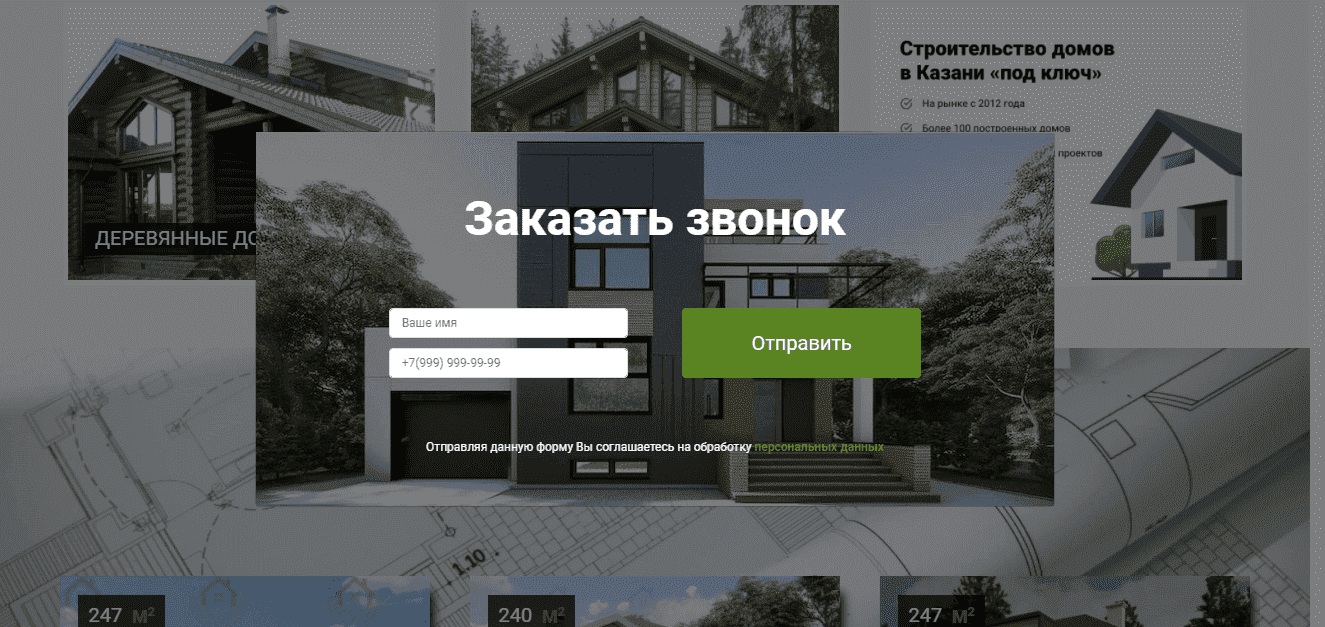 Строительство домов
в Казани «под ключ»
На рынке с 2012 года
Более 100 построенных домов
проектов
ДЕРЕВЯННЫЕ
Заказать звонок
Ваше имя
+7(999) 999-99-99
Отправить
Отправляя данную форму Вы соглашаетесь на обработку персональных данных
1.10
247 м²
240 м²
247 м²